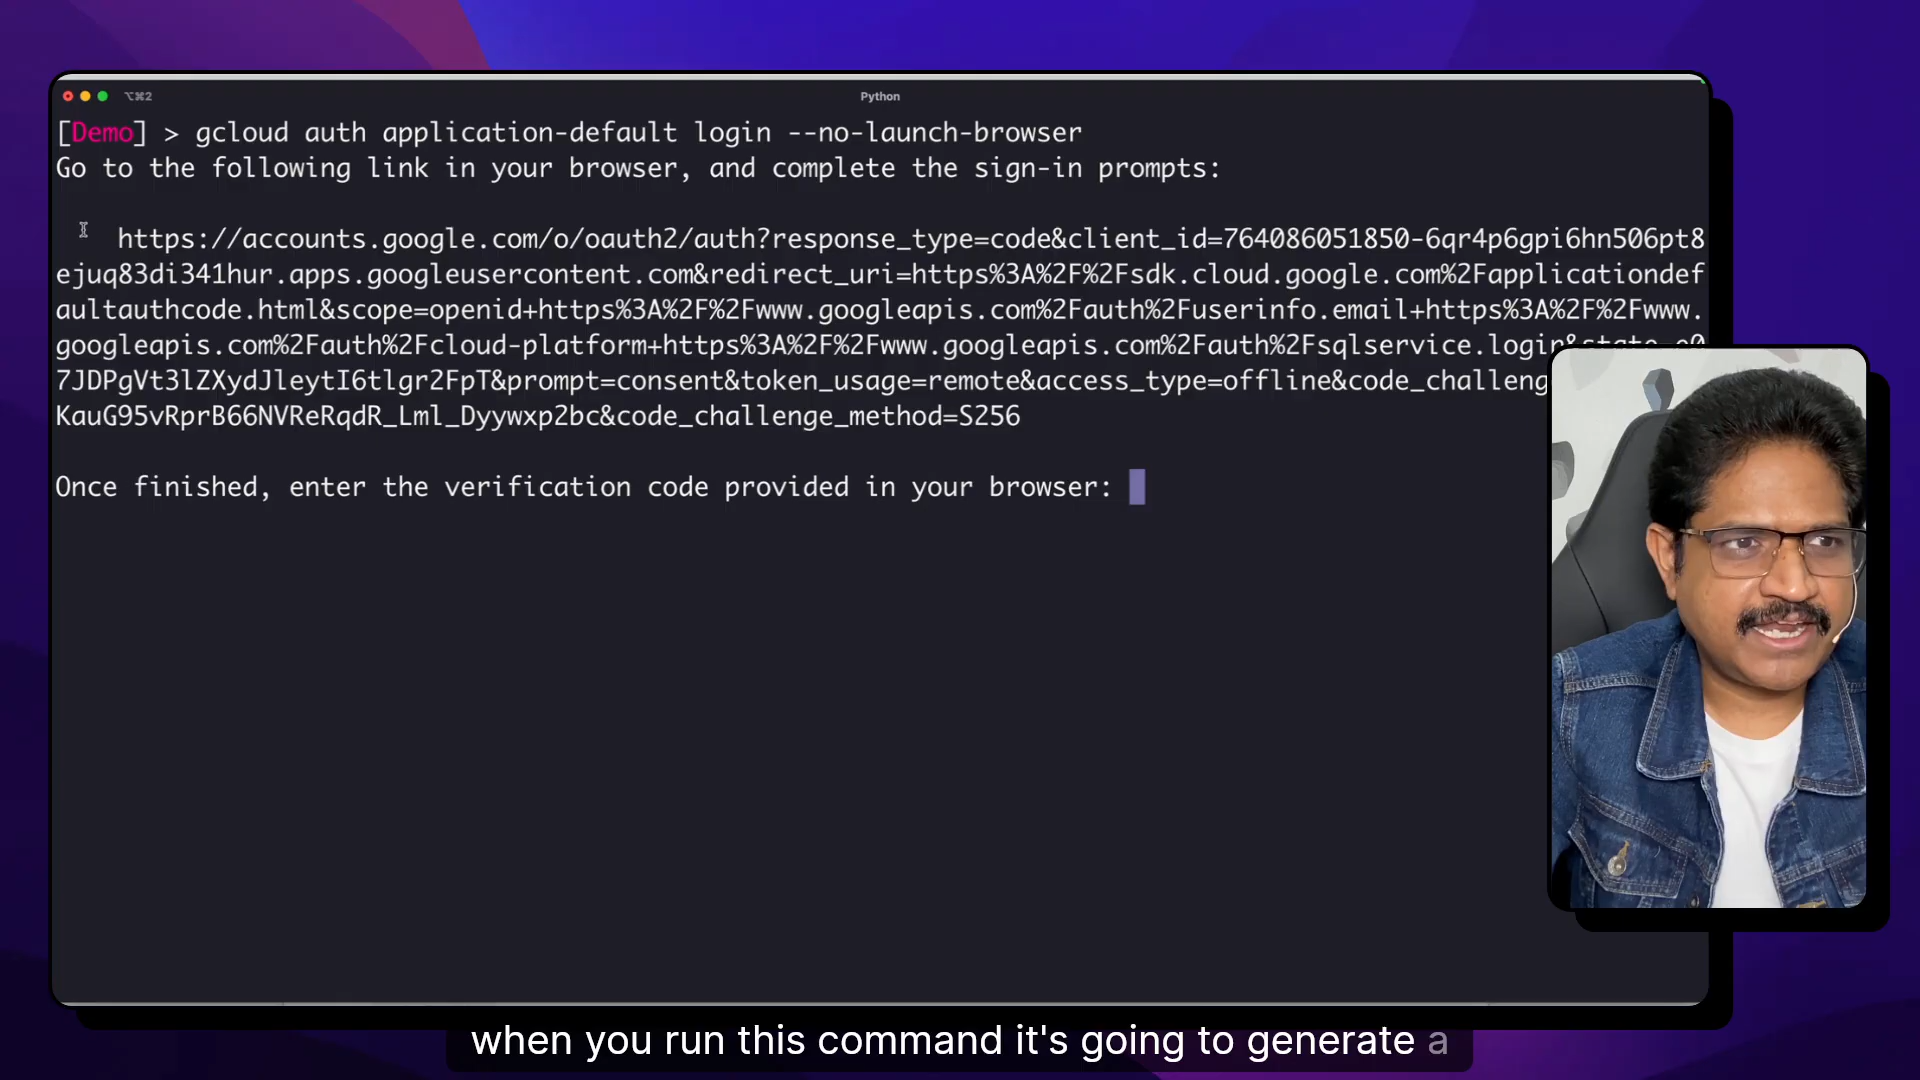 ⌥⌘2
Python
[Demo] > gcloud auth application-default login --no-launch-browser
Go to the following link in your browser, and complete the sign-in prompts:
https://accounts.google.com/o/oauth2/auth?response_type=code&client_id=764086051850-6qr4p6gpi6hn506pt8
ejuq83di341hur.apps.googleusercontent.com&redirect_uri=https%3A%2F%2Fsdk.cloud.google.com%2Fapplicationdef
aultauthcode.html&scope=openid+https%3A%2F%2Fwww.googleapis.com%2Fauth%2Fuserinfo.email+https%3A%2F%2Fwww.
googleapis.com%2Fauth%2Fcloud-platform+https%3A%2F%2Fwww.googleapis.com%2Fauth%2Fsqlservice.login&state=
7JDPgVt3lZXydJleytI6tlgr2FpT&prompt=consent&token_usage=remote&access_type=offline&code_challeng
KauG95vRprB66NVReRqdR_Lml_Dyywxp2bc&code_challenge_method=S256
Once finished, enter the verification code provided in your browser:
when you run this command it's going to generate a